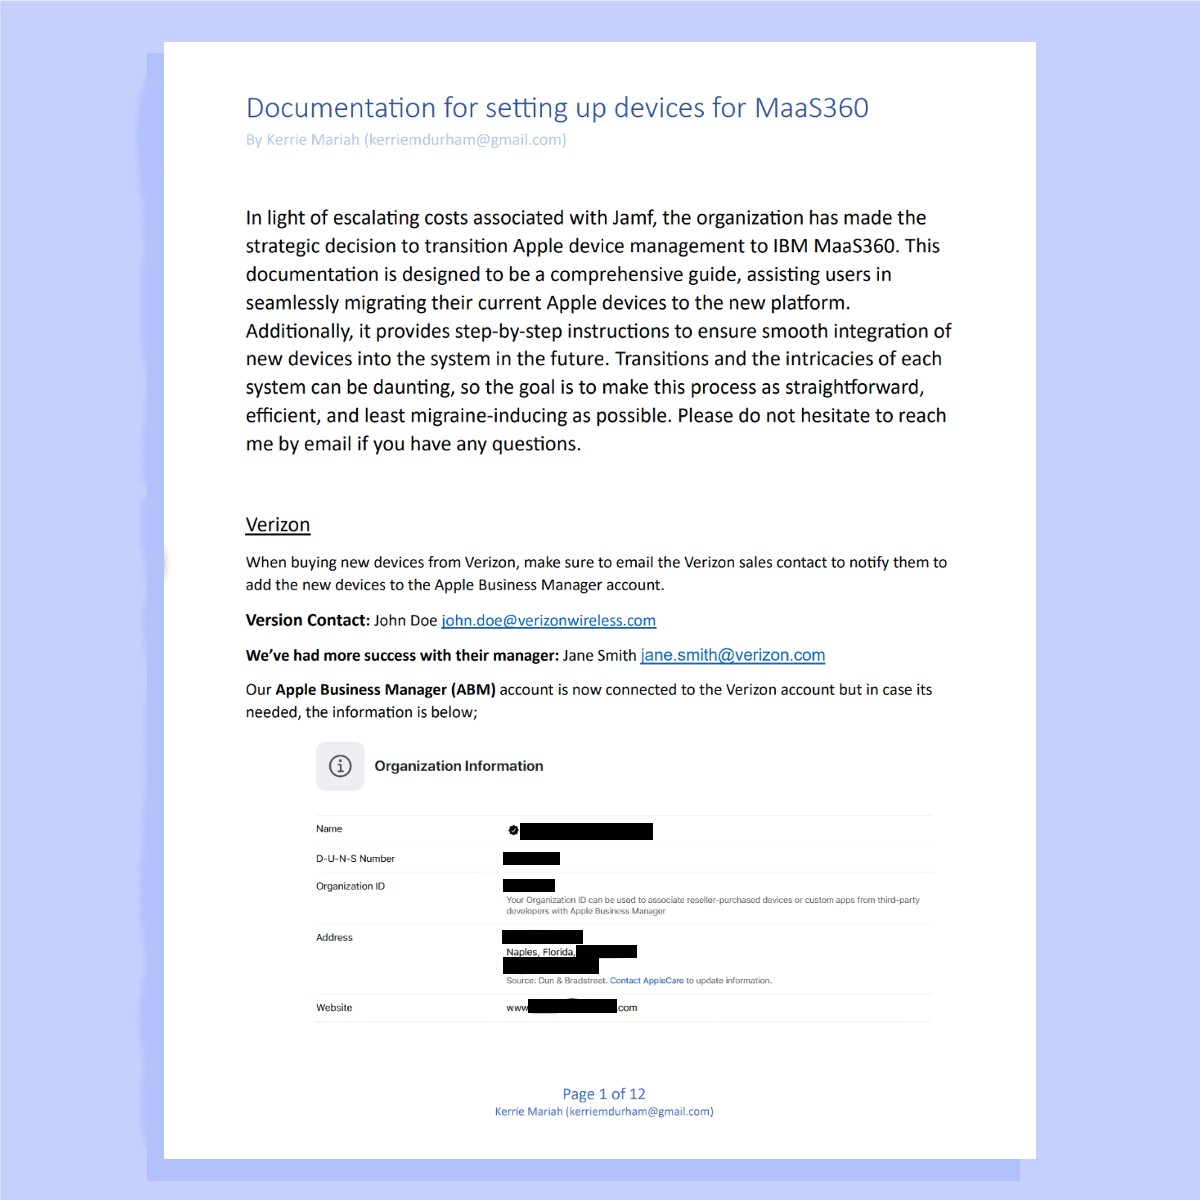 Documentation for setting up devices for MaaS360
By Kerrie Mariah (kerriemdurham@gmail.com)
In light of escalating costs associated with Jamf, the organization has made the
strategic decision to transition Apple device management to IBM MaaS360. This
documentation is designed to be a comprehensive guide, assisting users in
seamlessly migrating their current Apple devices to the new platform.
Additionally, it provides step-by-step instructions to ensure smooth integration of
new devices into the system in the future. Transitions and the intricacies of each
system can be daunting, so the goal is to make this process as straightforward,
efficient, and least migraine-inducing as possible. Please do not hesitate to reach
me by email if you have any questions.
Verizon
When buying new devices from Verizon, make sure to email the Verizon sales contact to notify them to
add the new devices to the Apple Business Manager account.
Version Contact: John Doe john.doe@verizonwireless.com
We've had more success with their manager: Jane Smith jane.smith@verizon.com
Our Apple Business Manager (ABM) account is now connected to the Verizon account but in case its
needed, the information is below;
Organization Information
Name
D-U-N-S Number
Organization ID
Your Organization ID can be used to associate reseller-purchased devices or custom apps from third-party
developers with Apple Business Manager
Address
Naples, Florida,
Source: Dun & Bradstreet. Contact AppleCare to update information.
Website www .com
Page 1 of 12
Kerrie Mariah (kerriemdurham@gmail.com)